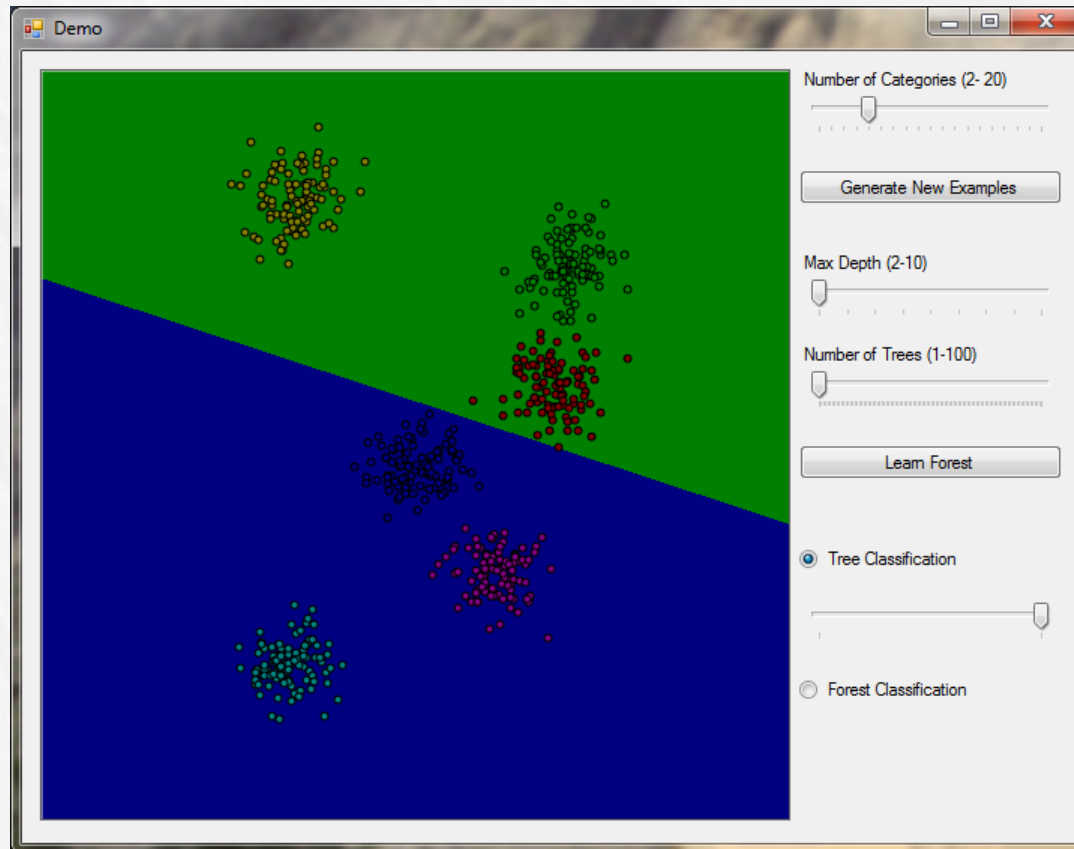 Demo
Number of Categories (2- 20)
Generate New Examples
Max Depth (2-10)
Number of Trees (1-100)
Learn Forest
Tree Classification
Forest Classification